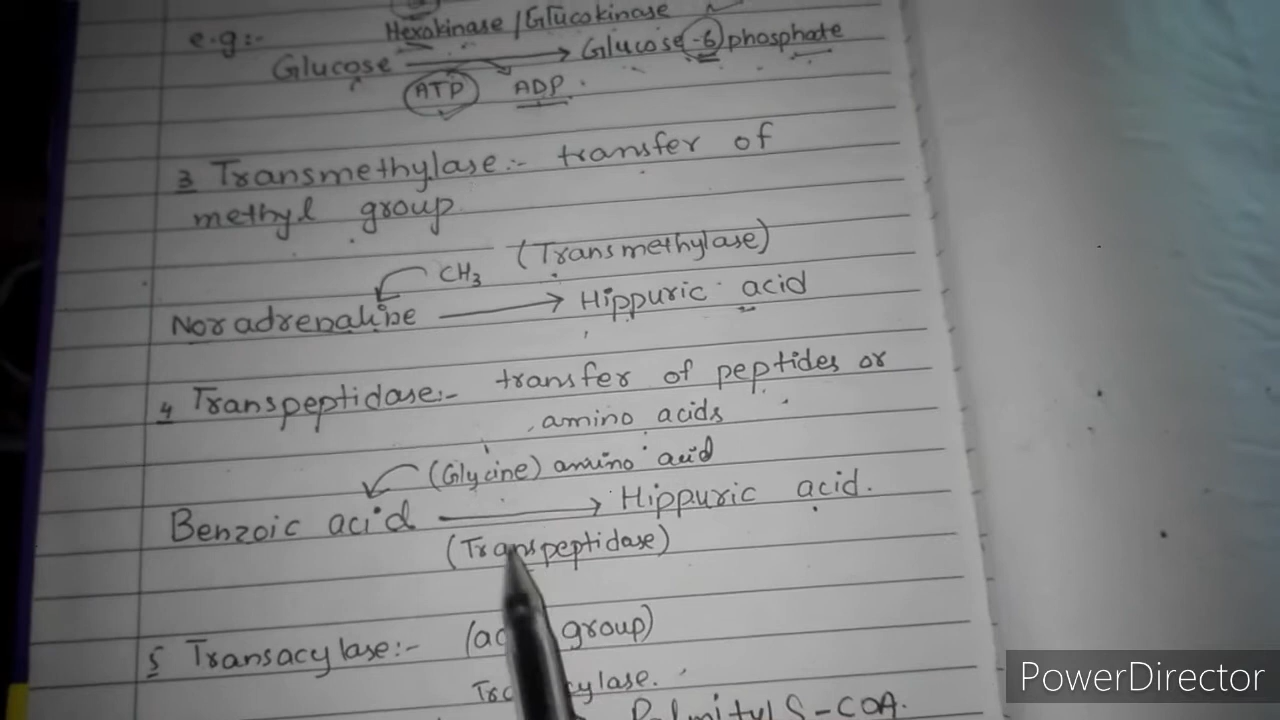 e.g:-
Hexokinase/Glucokinase
Glucose → Glucose-6 phosphate
ATP ADP.
3 Transmethylase:- transfer of
methyl group
CH3 (Transmethylase)
Noradrenaline → Hippuric acid
4 Transpeptidase:- transfer of peptides or
amino acids
(Glycine) amino acid
Benzoic acid → Hippuric acid.
(Transpeptidase)
5 Transacylase:- group)
Palmityl S-COA.
PowerDirector